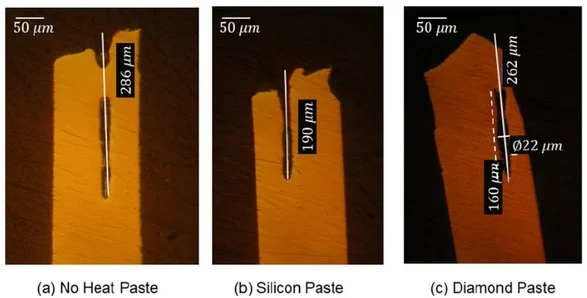 50 μm
286 μm
(a) No Heat Paste
50 μm
190 μm
(b) Silicon Paste
50 μm
262 μm
Ø22 μm
160 μm
(c) Diamond Paste